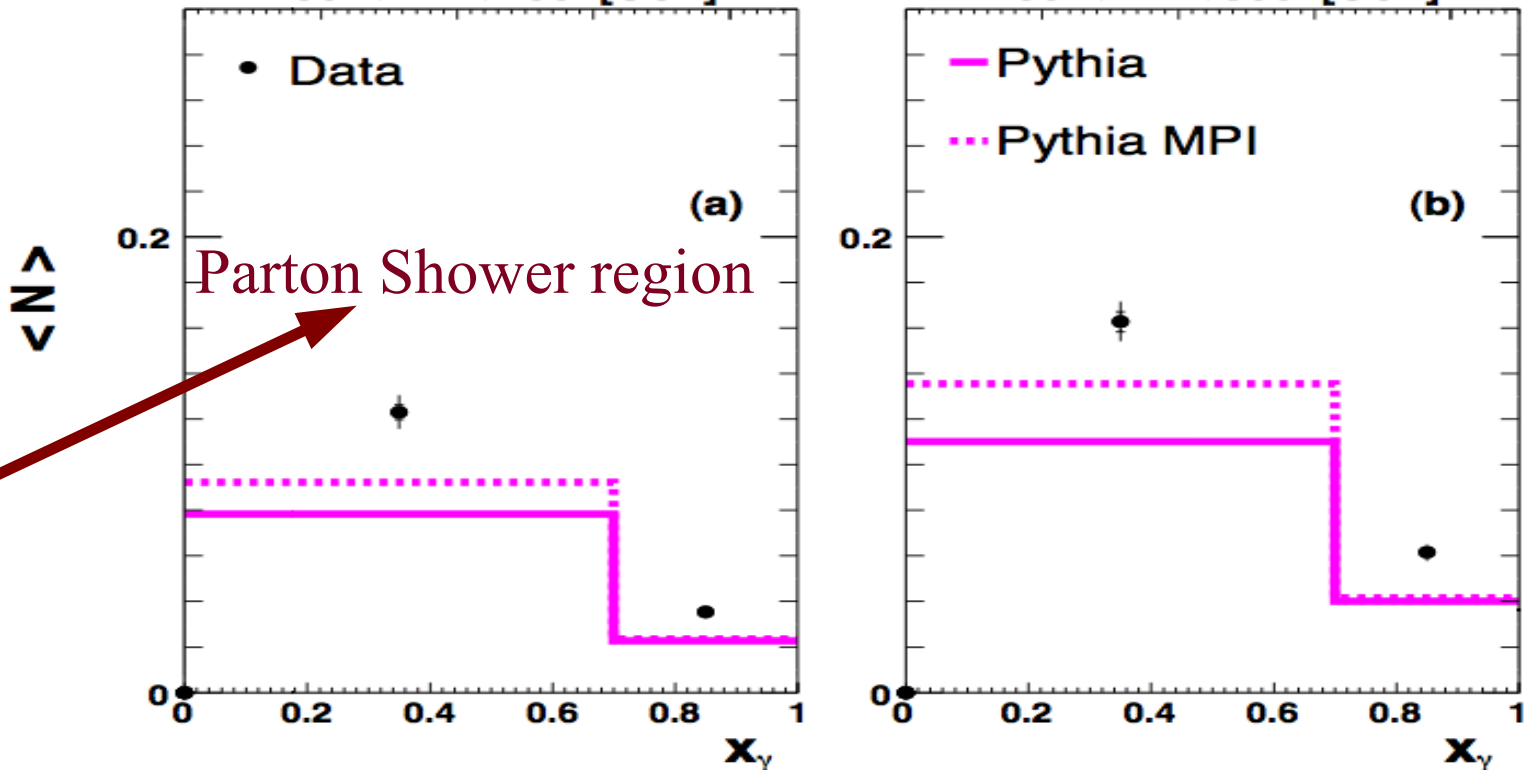 Data
(a)
0.2
Parton Shower region
< N >
0
0 0.2 0.4 0.6 0.8 1
xγ
Pythia
Pythia MPI
(b)
0.2
0
0 0.2 0.4 0.6 0.8 1
xγ